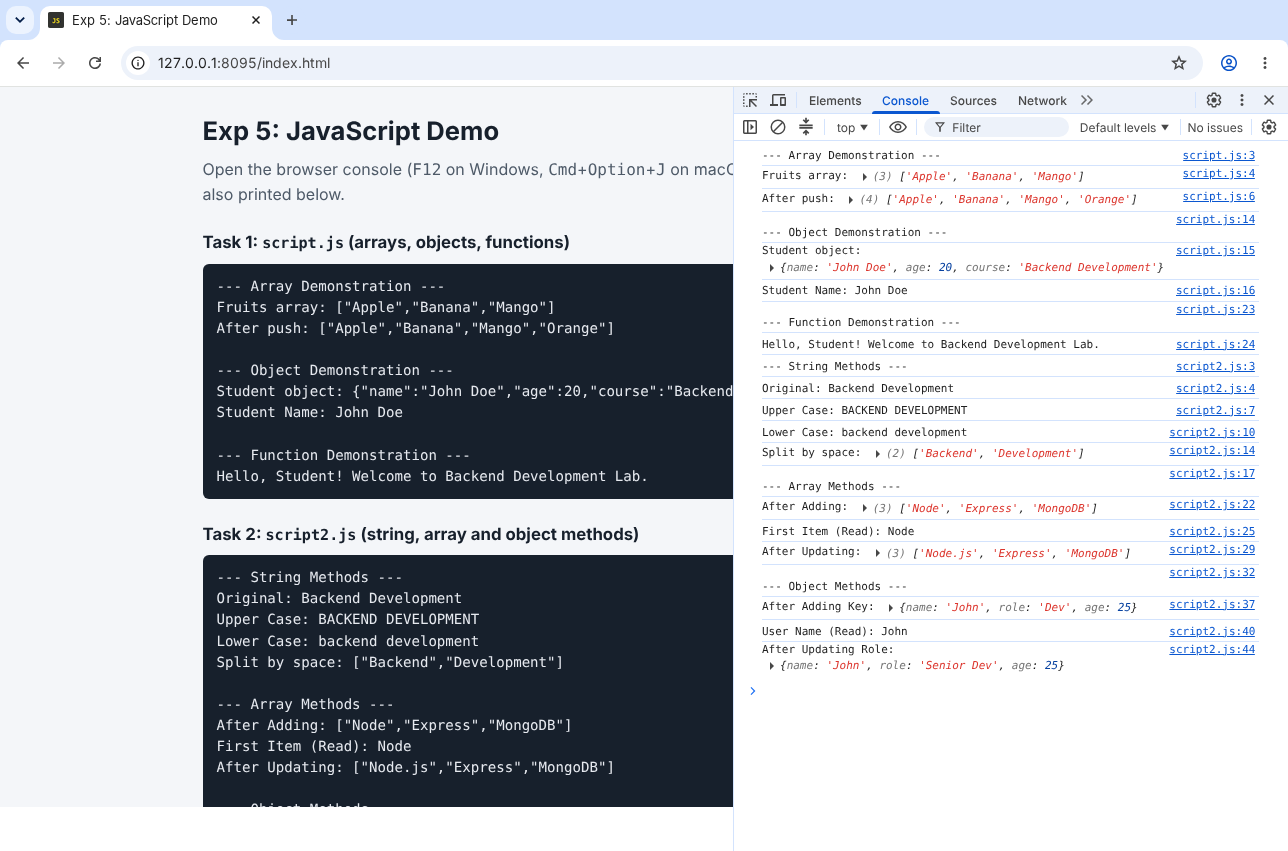 JS Exp 5: JavaScript Demo
127.0.0.1:8095/index.html
Exp 5: JavaScript Demo
Open the browser console (F12 on Windows, Cmd+Option+J on macO
also printed below.
Task 1: script.js (arrays, objects, functions)
--- Array Demonstration ---
Fruits array: ["Apple","Banana","Mango"]
After push: ["Apple","Banana","Mango","Orange"]
--- Object Demonstration ---
Student object: {"name":"John Doe","age":20,"course":"Backend
Student Name: John Doe
--- Function Demonstration ---
Hello, Student! Welcome to Backend Development Lab.
Task 2: script2.js (string, array and object methods)
--- String Methods ---
Original: Backend Development
Upper Case: BACKEND DEVELOPMENT
Lower Case: backend development
Split by space: ["Backend","Development"]
--- Array Methods ---
After Adding: ["Node","Express","MongoDB"]
First Item (Read): Node
After Updating: ["Node.js","Express","MongoDB"]
Elements Console Sources Network
top Filter Default levels No issues
--- Array Demonstration --- script.js:3
Fruits array: (3) ['Apple', 'Banana', 'Mango'] script.js:4
After push: (4) ['Apple', 'Banana', 'Mango', 'Orange'] script.js:6
script.js:14
--- Object Demonstration ---
Student object: script.js:15
{name: 'John Doe', age: 20, course: 'Backend Development'}
Student Name: John Doe script.js:16
script.js:23
--- Function Demonstration ---
Hello, Student! Welcome to Backend Development Lab. script.js:24
--- String Methods --- script2.js:3
Original: Backend Development script2.js:4
Upper Case: BACKEND DEVELOPMENT script2.js:7
Lower Case: backend development script2.js:10
Split by space: (2) ['Backend', 'Development'] script2.js:14
script2.js:17
--- Array Methods ---
After Adding: (3) ['Node', 'Express', 'MongoDB'] script2.js:22
First Item (Read): Node script2.js:25
After Updating: (3) ['Node.js', 'Express', 'MongoDB'] script2.js:29
script2.js:32
--- Object Methods ---
After Adding Key: {name: 'John', role: 'Dev', age: 25} script2.js:37
User Name (Read): John script2.js:40
After Updating Role: script2.js:44
{name: 'John', role: 'Senior Dev', age: 25}